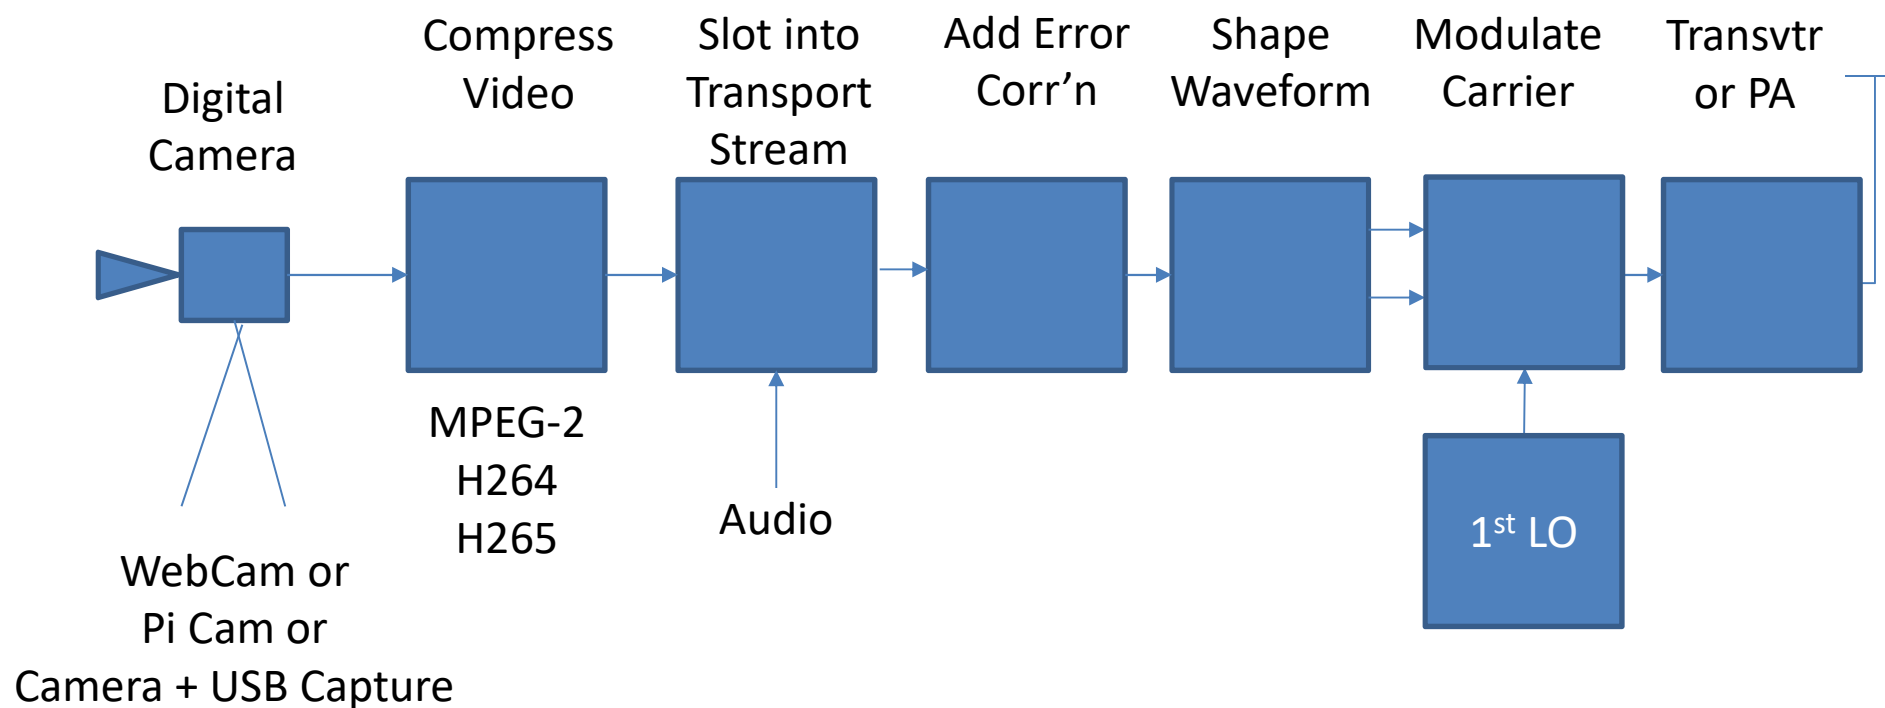 Digital
Camera
Compress
Video
Slot into
Transport
Stream
Add Error
Corr’n
Shape
Waveform
Modulate
Carrier
Transvtr
or PA
MPEG-2
H264
H265
Audio
1st LO
WebCam or
Pi Cam or
Camera + USB Capture